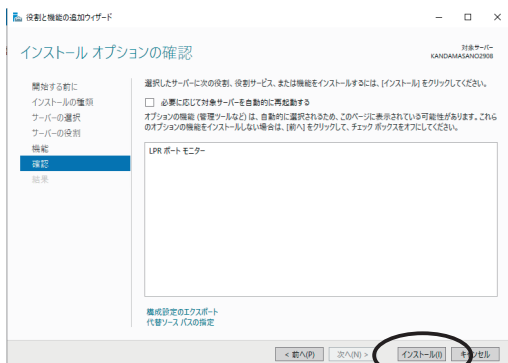 役割と機能の追加ウィザード
インストール オプションの確認
対象サーバー
KANDAMASANO2908
開始する前に
インストールの種類
サーバーの選択
サーバーの役割
機能
確認
結果
選択したサーバーに次の役割、役割サービス、または機能をインストールするには、[インストール] をクリックしてください。
必要に応じて対象サーバーを自動的に再起動する
オプションの機能 (管理ツールなど) は、自動的に選択されるため、このページに表示されている可能性があります。これら
のオプションの機能をインストールしない場合は、[前へ] をクリックして、チェック ボックスをオフにしてください。
LPR ポート モニター
構成設定のエクスポート
代替ソース パスの指定
< 前へ(P)
次へ(N) >
インストール(I)
キャンセル